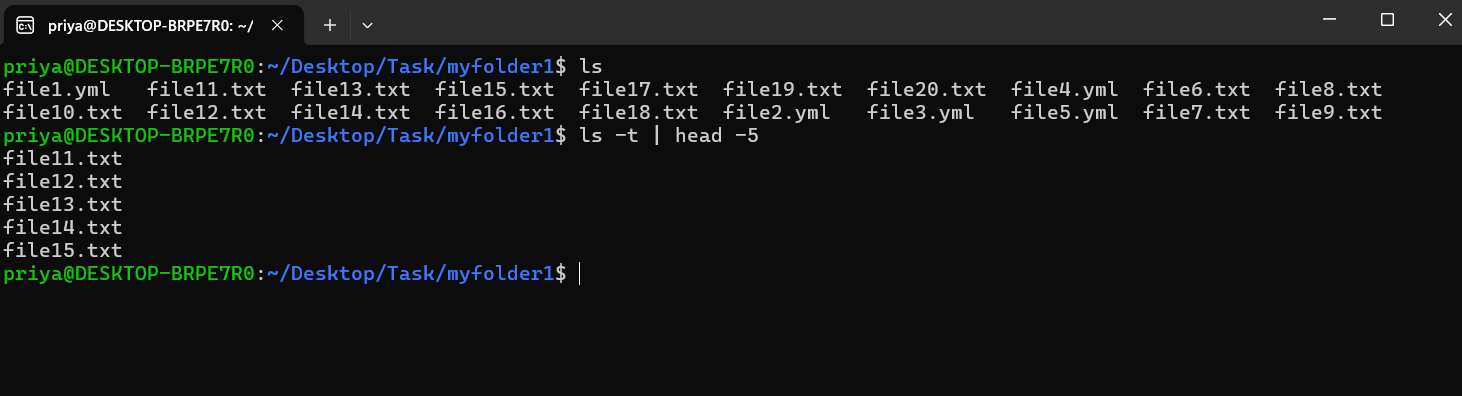 priya@DESKTOP-BRPE7R0: ~/
priya@DESKTOP-BRPE7R0:~/Desktop/Task/myfolder1$ ls
file1.yml   file11.txt  file13.txt  file15.txt  file17.txt  file19.txt  file20.txt  file4.yml  file6.txt  file8.txt
file10.txt  file12.txt  file14.txt  file16.txt  file18.txt  file2.yml   file3.yml   file5.yml  file7.txt  file9.txt
priya@DESKTOP-BRPE7R0:~/Desktop/Task/myfolder1$ ls -t | head -5
file11.txt
file12.txt
file13.txt
file14.txt
file15.txt
priya@DESKTOP-BRPE7R0:~/Desktop/Task/myfolder1$